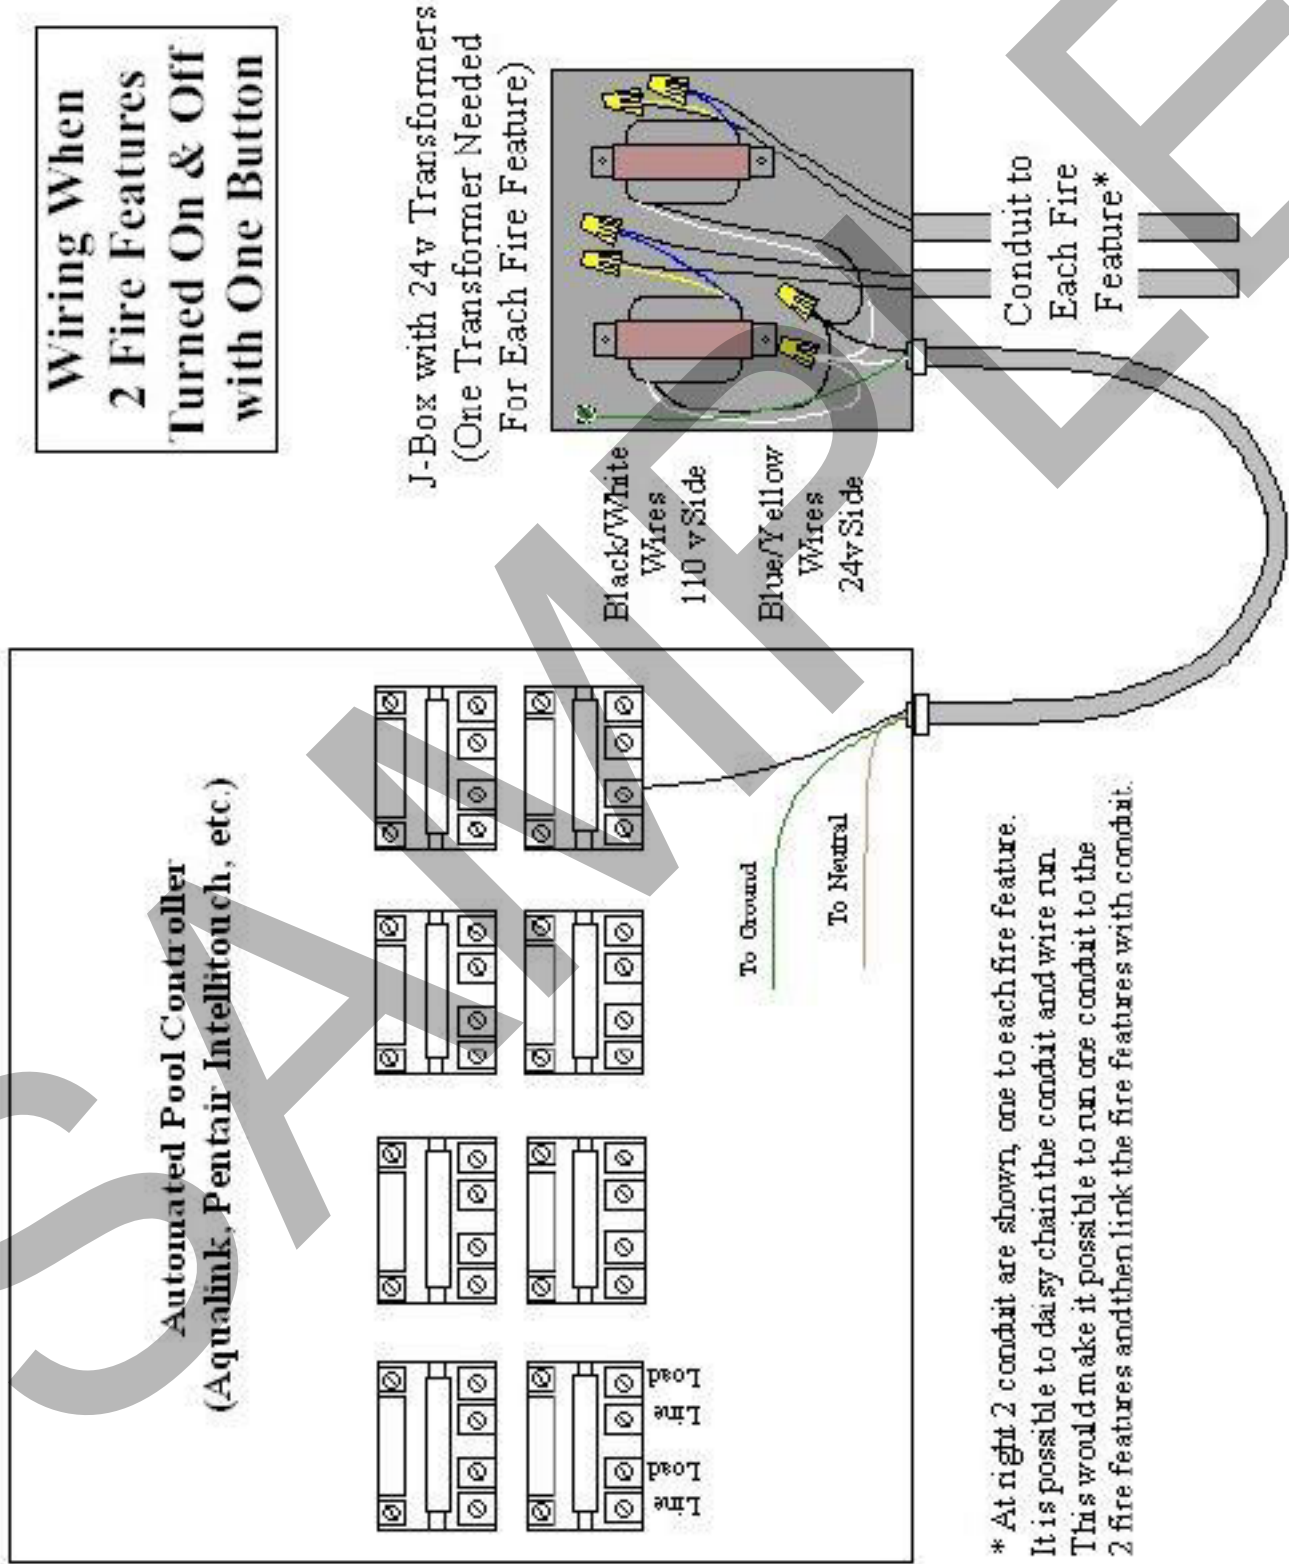 Wiring When
2 Fire Features
Turned On & Off
with One Button
Automated Pool Controller
(Aqualink, Pentair Intellitouch, etc.)
J-Box with 24v Transformers
(One Transformer Needed
For Each Fire Feature)
Black/White
Wires
110 v Side
Blue/Yellow
Wires
24v Side
Line
Load
Line
Load
To Ground
To Neutral
Conduit to
Each Fire
Feature*
* At right 2 conduit are shown, one to each fire feature.
It is possible to daisy chain the conduit and wire run.
This would make it possible to run one conduit to the
2 fire features and then link the fire features with conduit.
SAMPLE